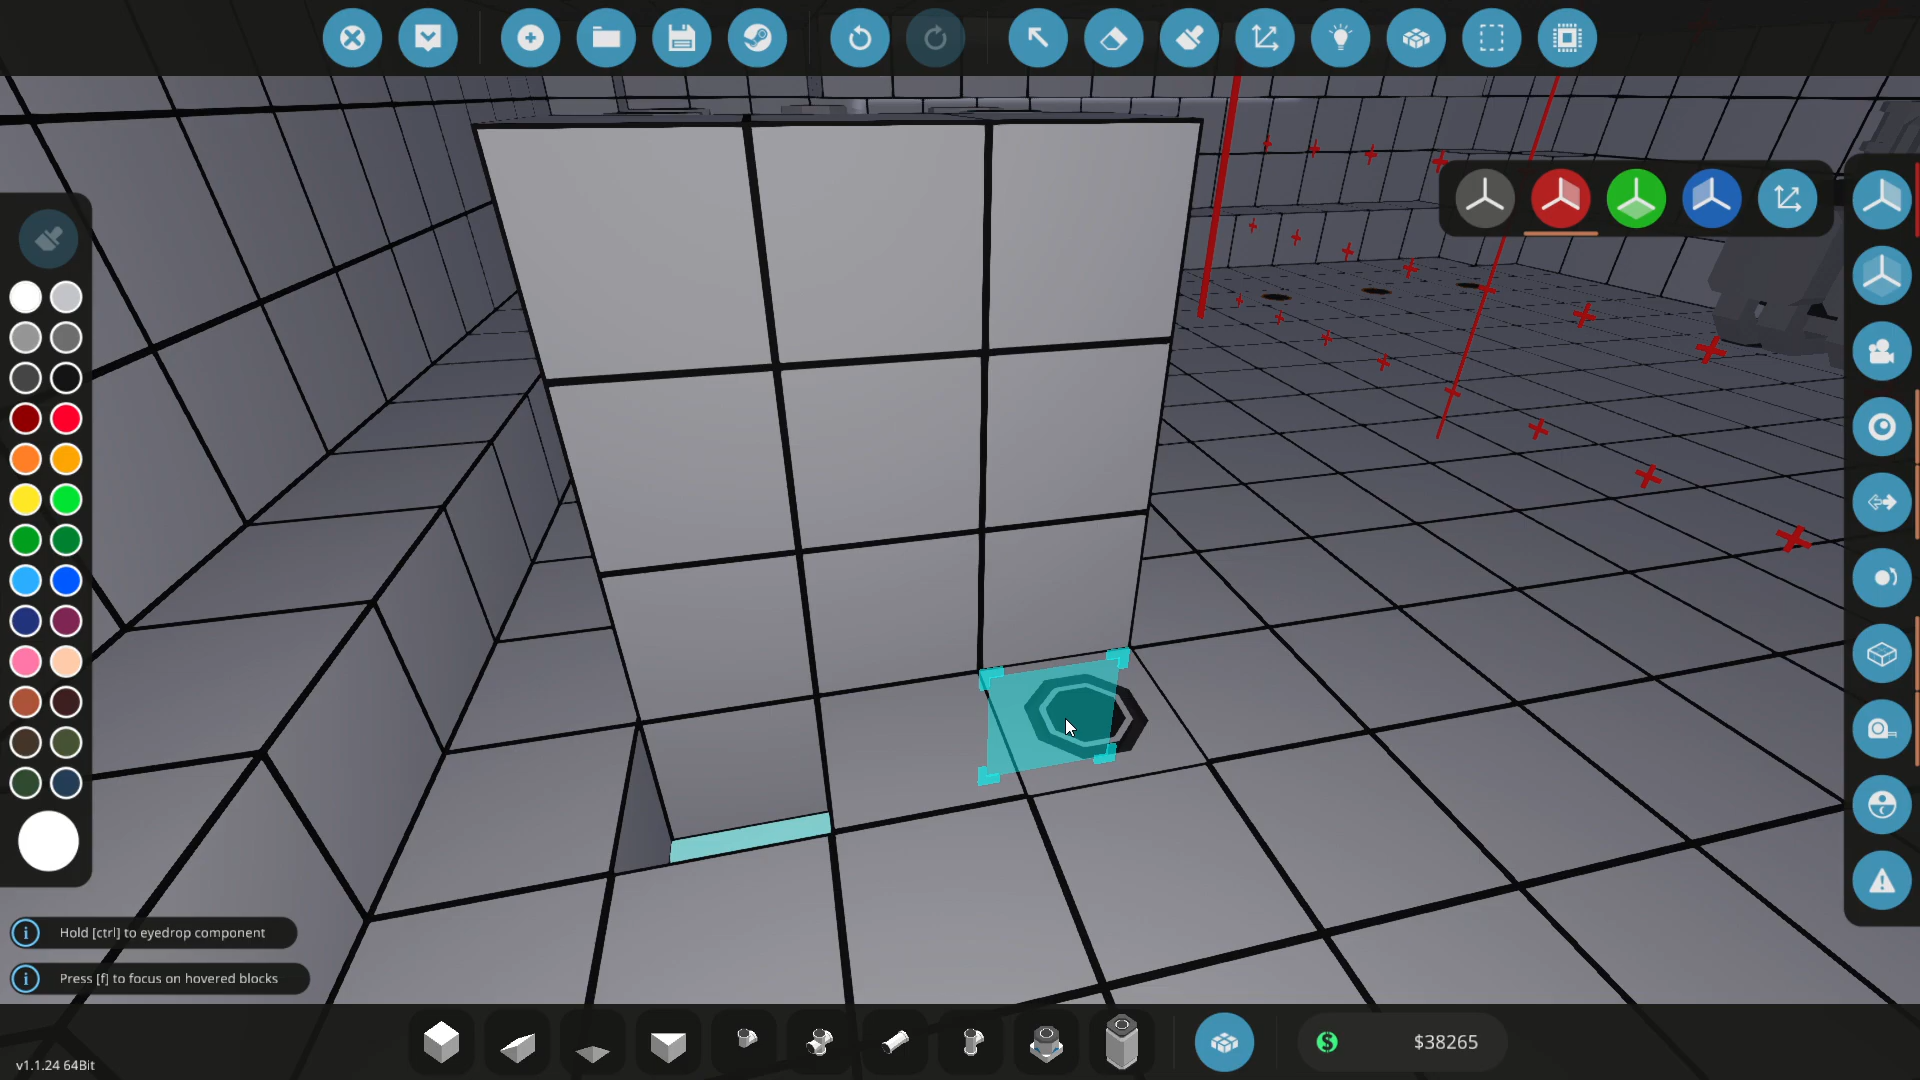 Hold [ctrl] to eyedrop component
Press [f] to focus on hovered blocks
$38265
v1.1.24 64Bit